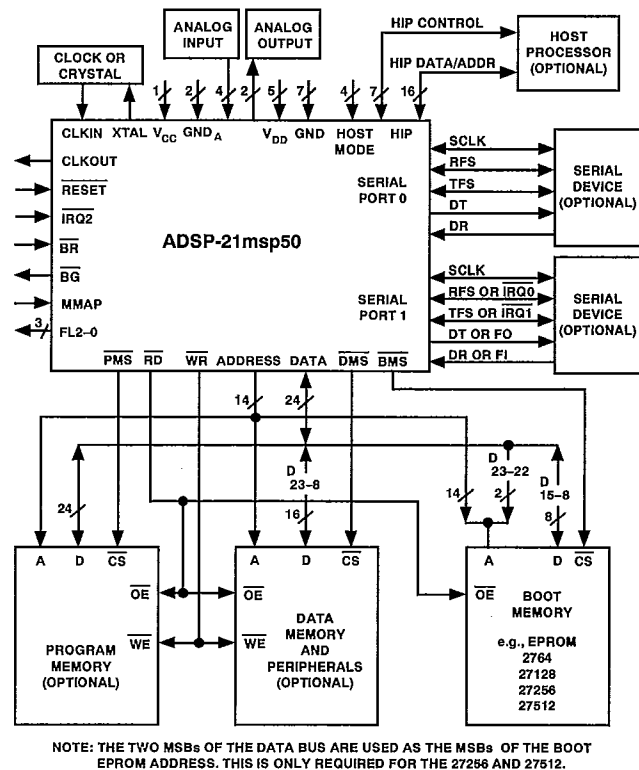 ANALOG INPUT
ANALOG OUTPUT
HIP CONTROL
HOST PROCESSOR (OPTIONAL)
CLOCK OR CRYSTAL
HIP DATA/ADDR
1 2 4 2 5 7 4 7 16
CLKIN XTAL VCC GNDA VDD GND HOST MODE HIP
CLKOUT
RESET
IRQ2
BR
BG
MMAP
3 FL2–0
ADSP-21msp50
SERIAL PORT 0
SCLK
RFS
TFS
DT
DR
SERIAL DEVICE (OPTIONAL)
SERIAL PORT 1
SCLK
RFS OR IRQ0
TFS OR IRQ1
DT OR FO
DR OR FI
SERIAL DEVICE (OPTIONAL)
PMS RD WR ADDRESS DATA DMS BMS
14 24
D 23–8
D 23–22
D 15–8
24 16 14 2 8
A D CS
A D CS
A D CS
OE OE OE
WE WE
PROGRAM MEMORY (OPTIONAL)
DATA MEMORY AND PERIPHERALS (OPTIONAL)
BOOT MEMORY
e.g., EPROM
2764
27128
27256
27512
NOTE: THE TWO MSBs OF THE DATA BUS ARE USED AS THE MSBs OF THE BOOT
EPROM ADDRESS. THIS IS ONLY REQUIRED FOR THE 27256 AND 27512.